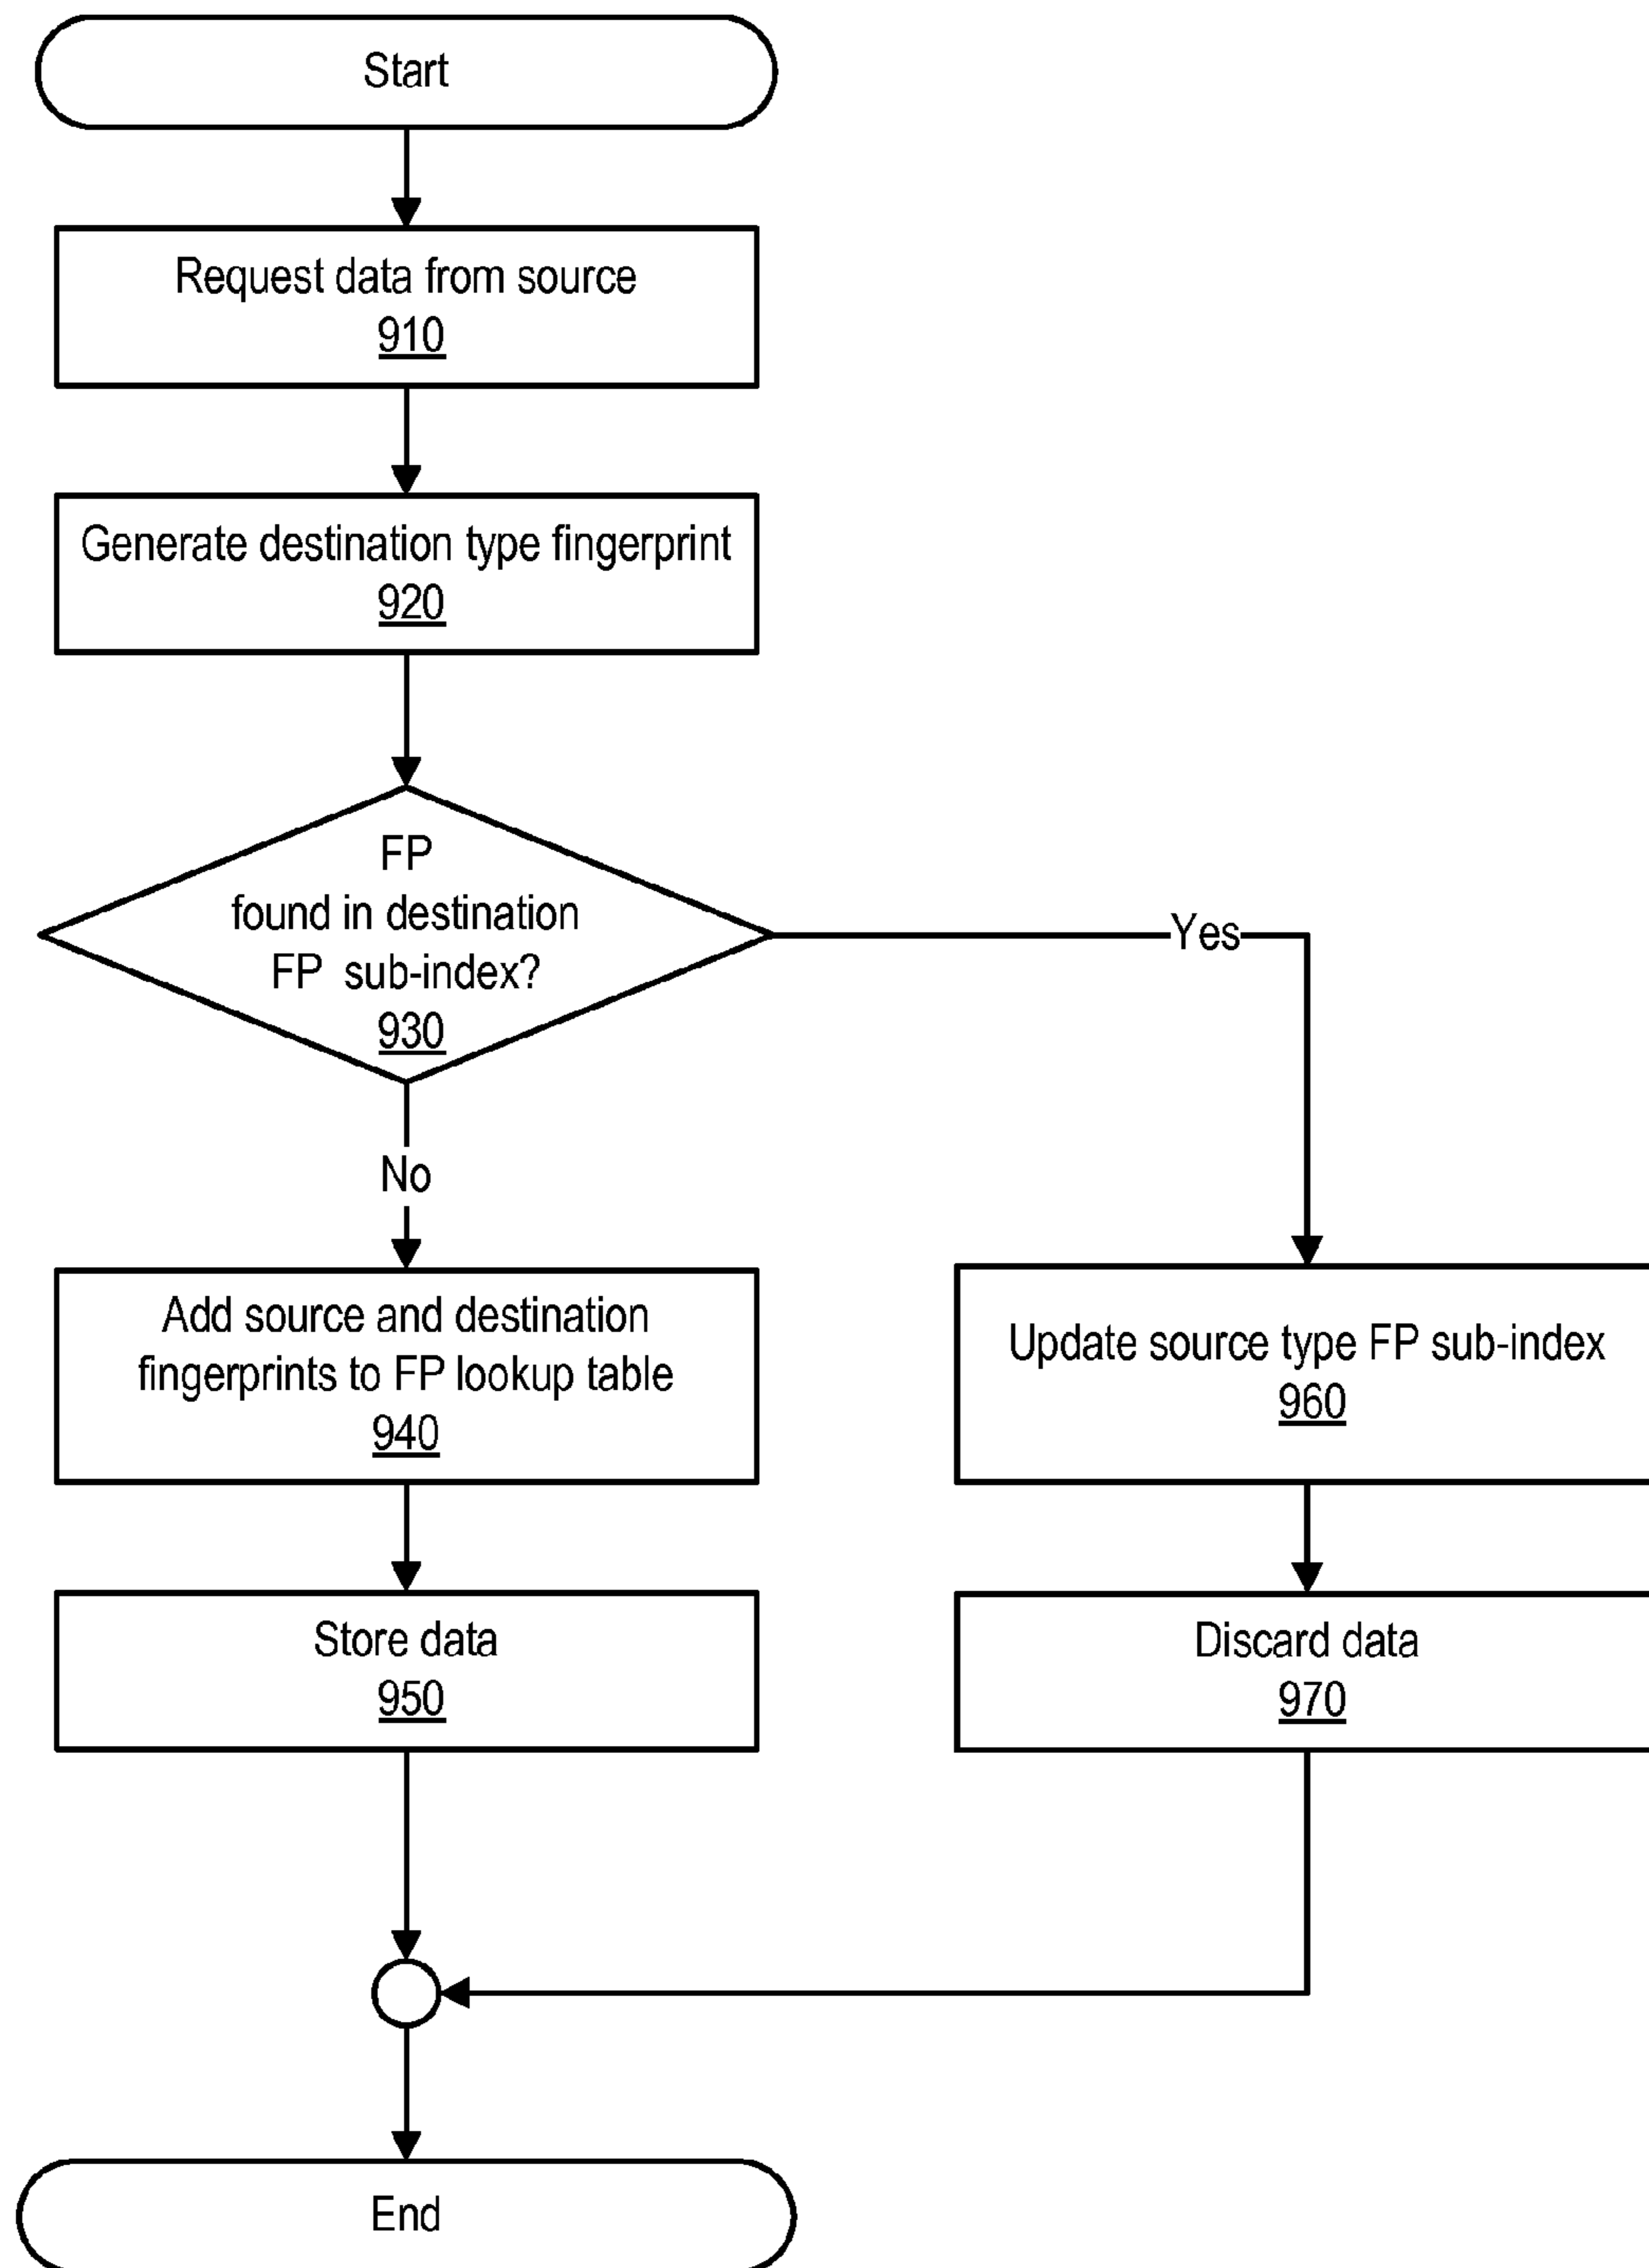 Start
Request data from source
910
Generate destination type fingerprint
920
FP
found in destination
FP sub-index?
930
Yes
No
Add source and destination
fingerprints to FP lookup table
940
Update source type FP sub-index
960
Store data
950
Discard data
970
End